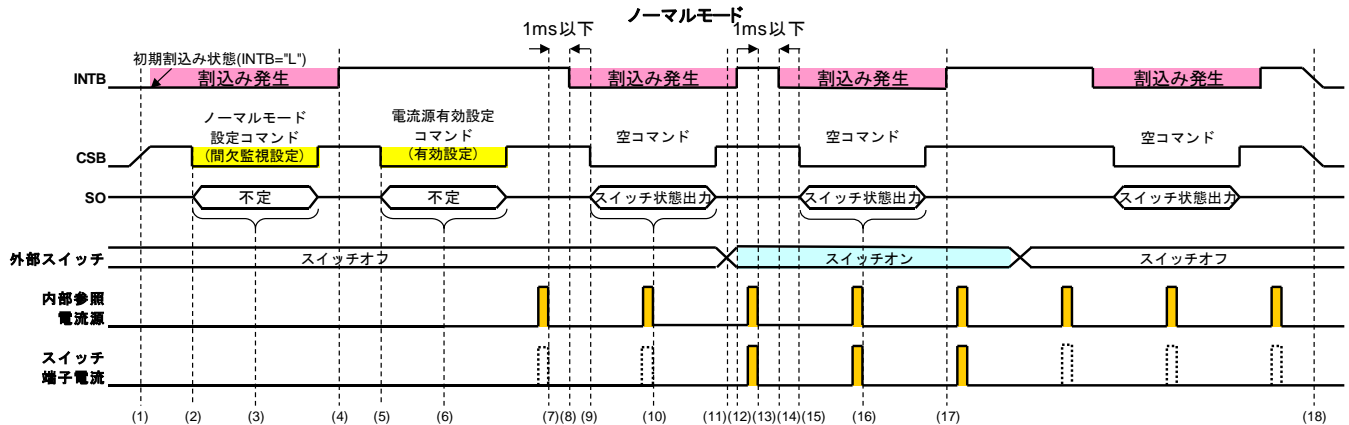 ノーマルモード
1ms以下
1ms以下
初期割込み状態(INTB="L")
INTB
割込み発生
割込み発生
割込み発生
割込み発生
ノーマルモード
設定コマンド
(間欠監視設定)
電流源有効設定
コマンド
(有効設定)
空コマンド
空コマンド
空コマンド
CSB
SO
不定
不定
スイッチ状態出力
スイッチ状態出力
スイッチ状態出力
外部スイッチ
スイッチオフ
スイッチオン
スイッチオフ
内部参照
電流源
スイッチ
端子電流
(1)
(2)
(3)
(4)
(5)
(6)
(7)
(8)
(9)
(10)
(11)
(12)
(13)
(14)
(15)
(16)
(17)
(18)